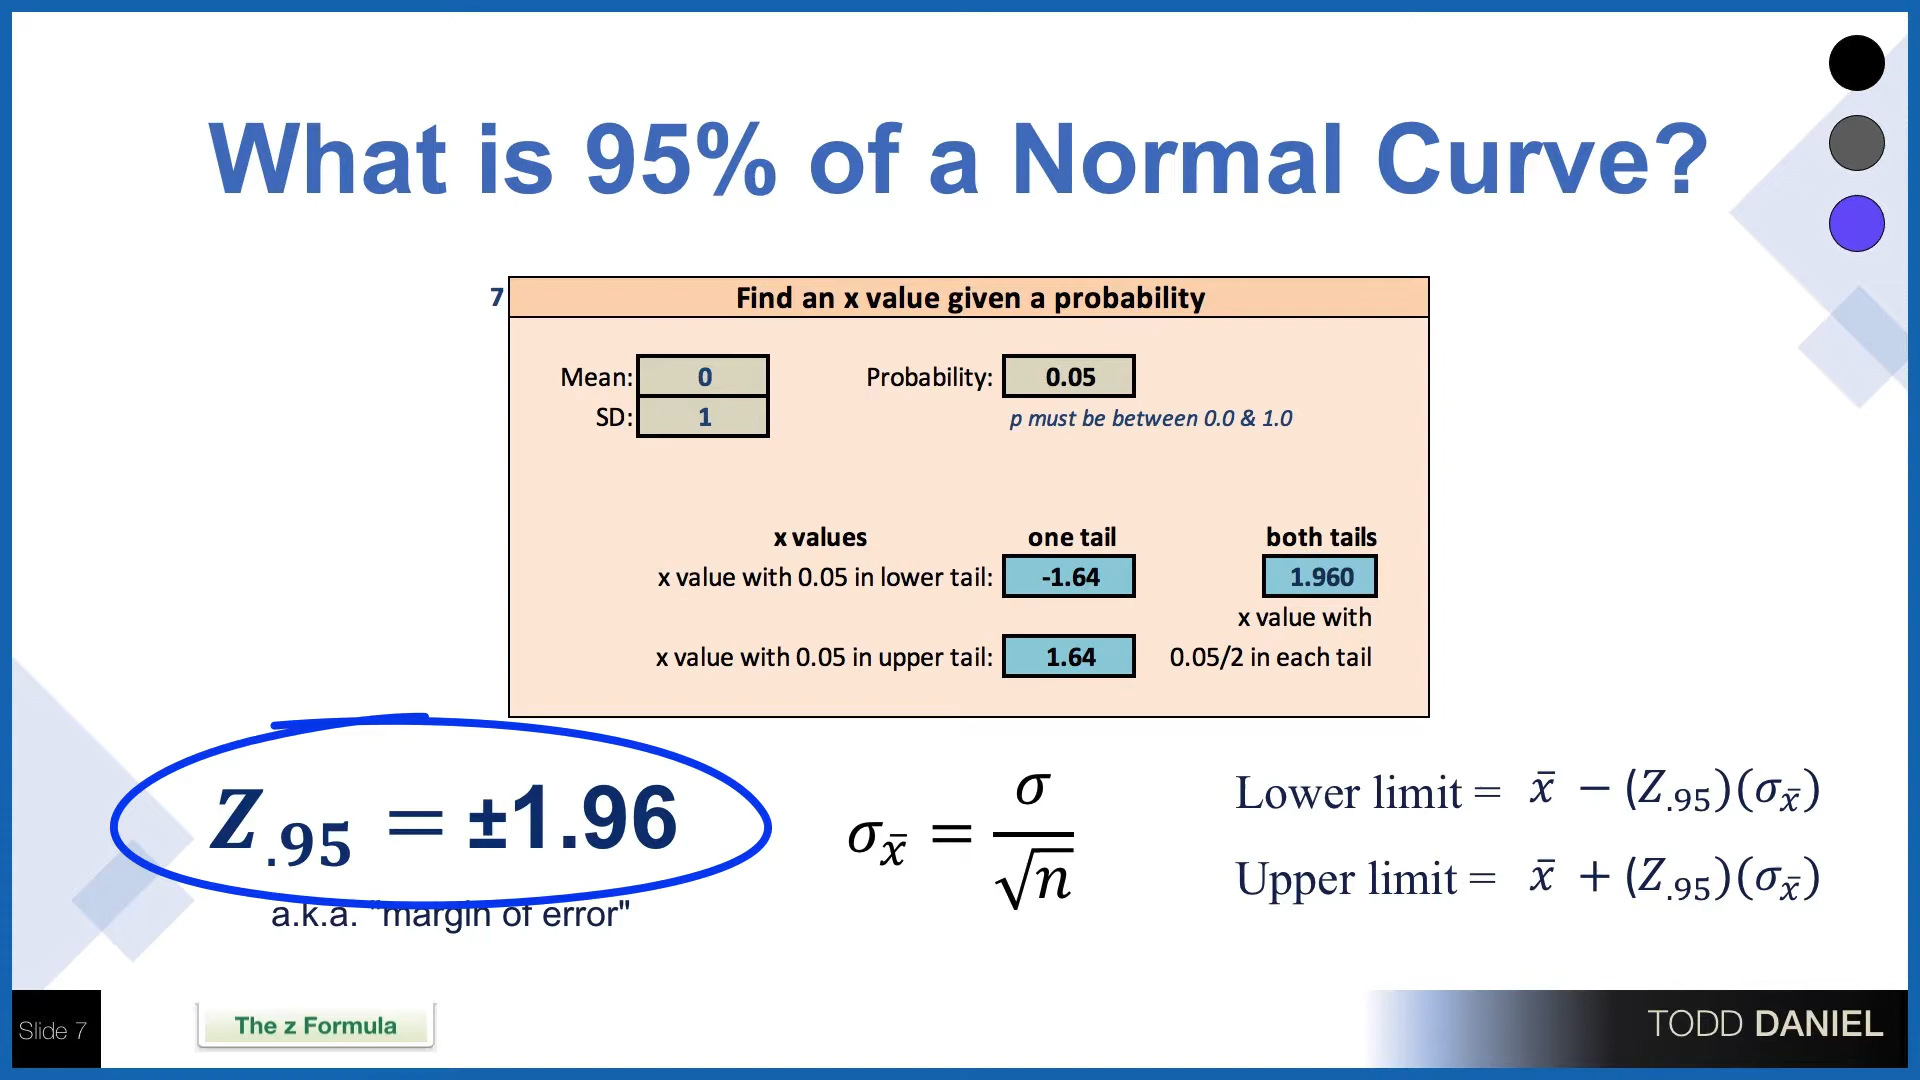 What is 95% of a Normal Curve?
7
Find an x value given a probability
Mean: 0
Probability: 0.05
SD: 1
p must be between 0.0 & 1.0
x values one tail both tails
x value with 0.05 in lower tail: -1.64 1.960
x value with
x value with 0.05 in upper tail: 1.64 0.05/2 in each tail
Z.95 = ±1.96
a.k.a. "margin of error"
σx̄ = σ/√n
Lower limit = x̄ − (Z.95)(σx̄)
Upper limit = x̄ + (Z.95)(σx̄)
Slide 7
The z Formula
TODD DANIEL